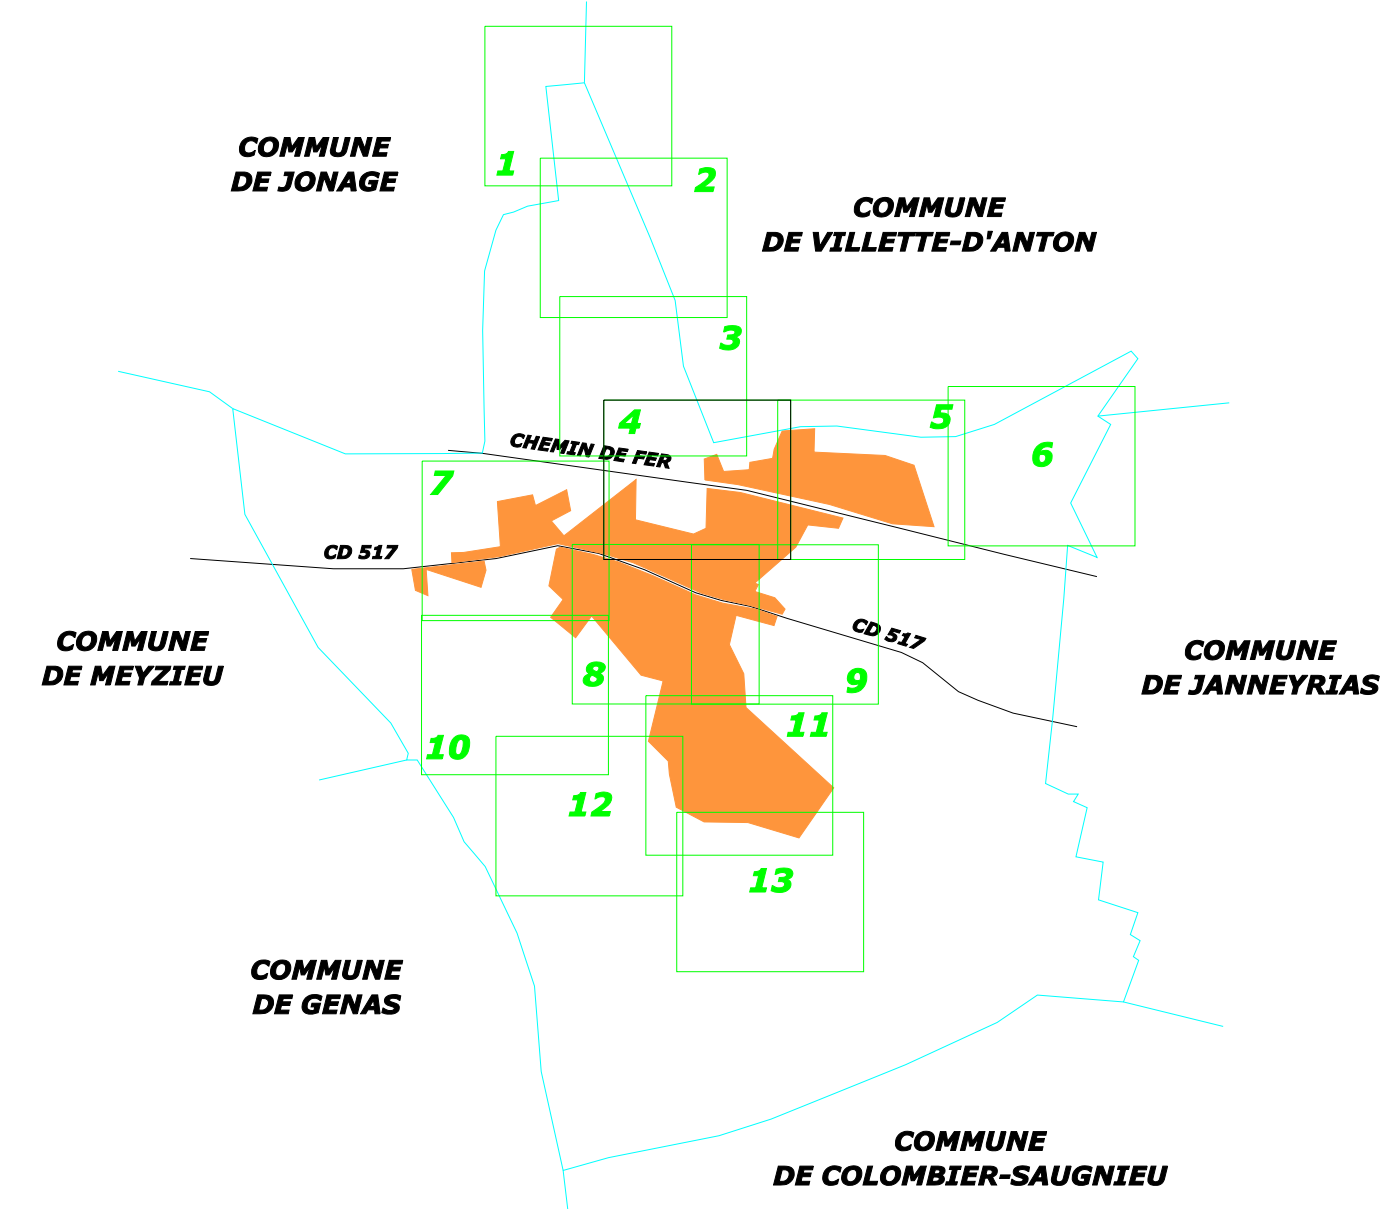 COMMUNE
DE JONAGE
1
2
COMMUNE
DE VILLETTE-D'ANTON
3
4
5
6
CHEMIN DE FER
7
CD 517
COMMUNE
DE MEYZIEU
8
CD 517
9
COMMUNE
DE JANNEYRIAS
10
11
12
13
COMMUNE
DE GENAS
COMMUNE
DE COLOMBIER-SAUGNIEU